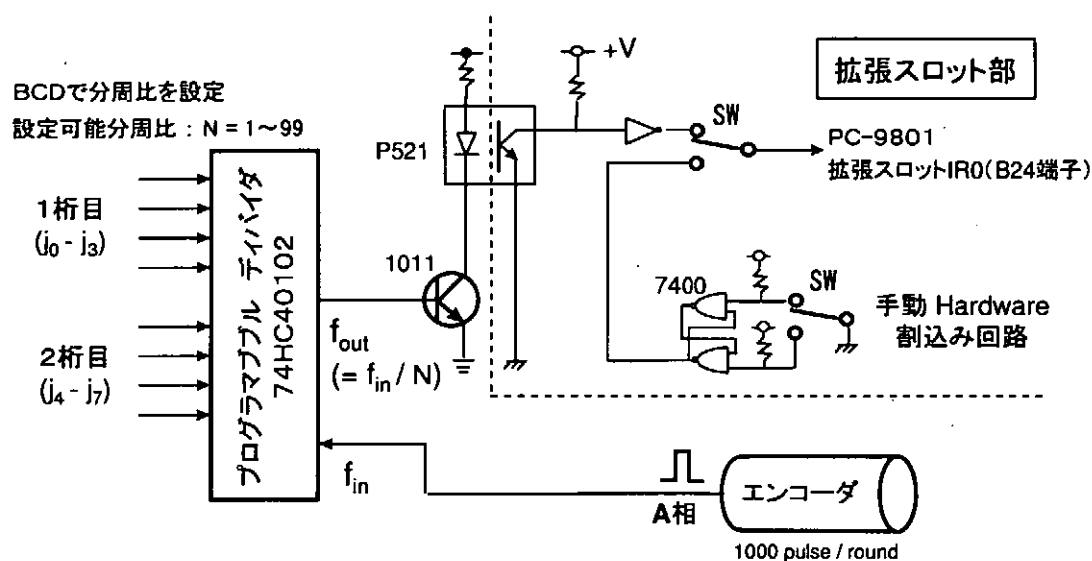 BCDで分周比を設定
設定可能分周比：N = 1～99
1桁目
(j0 - j3)
2桁目
(j4 - j7)
プログラマブル ディバイダ
74HC40102
fout
(= fin / N)
fin
1011
P521
+V
拡張スロット部
SW
PC-9801
拡張スロットIR0(B24端子)
7400
SW
手動 Hardware
割込み回路
A相
エンコーダ
1000 pulse / round